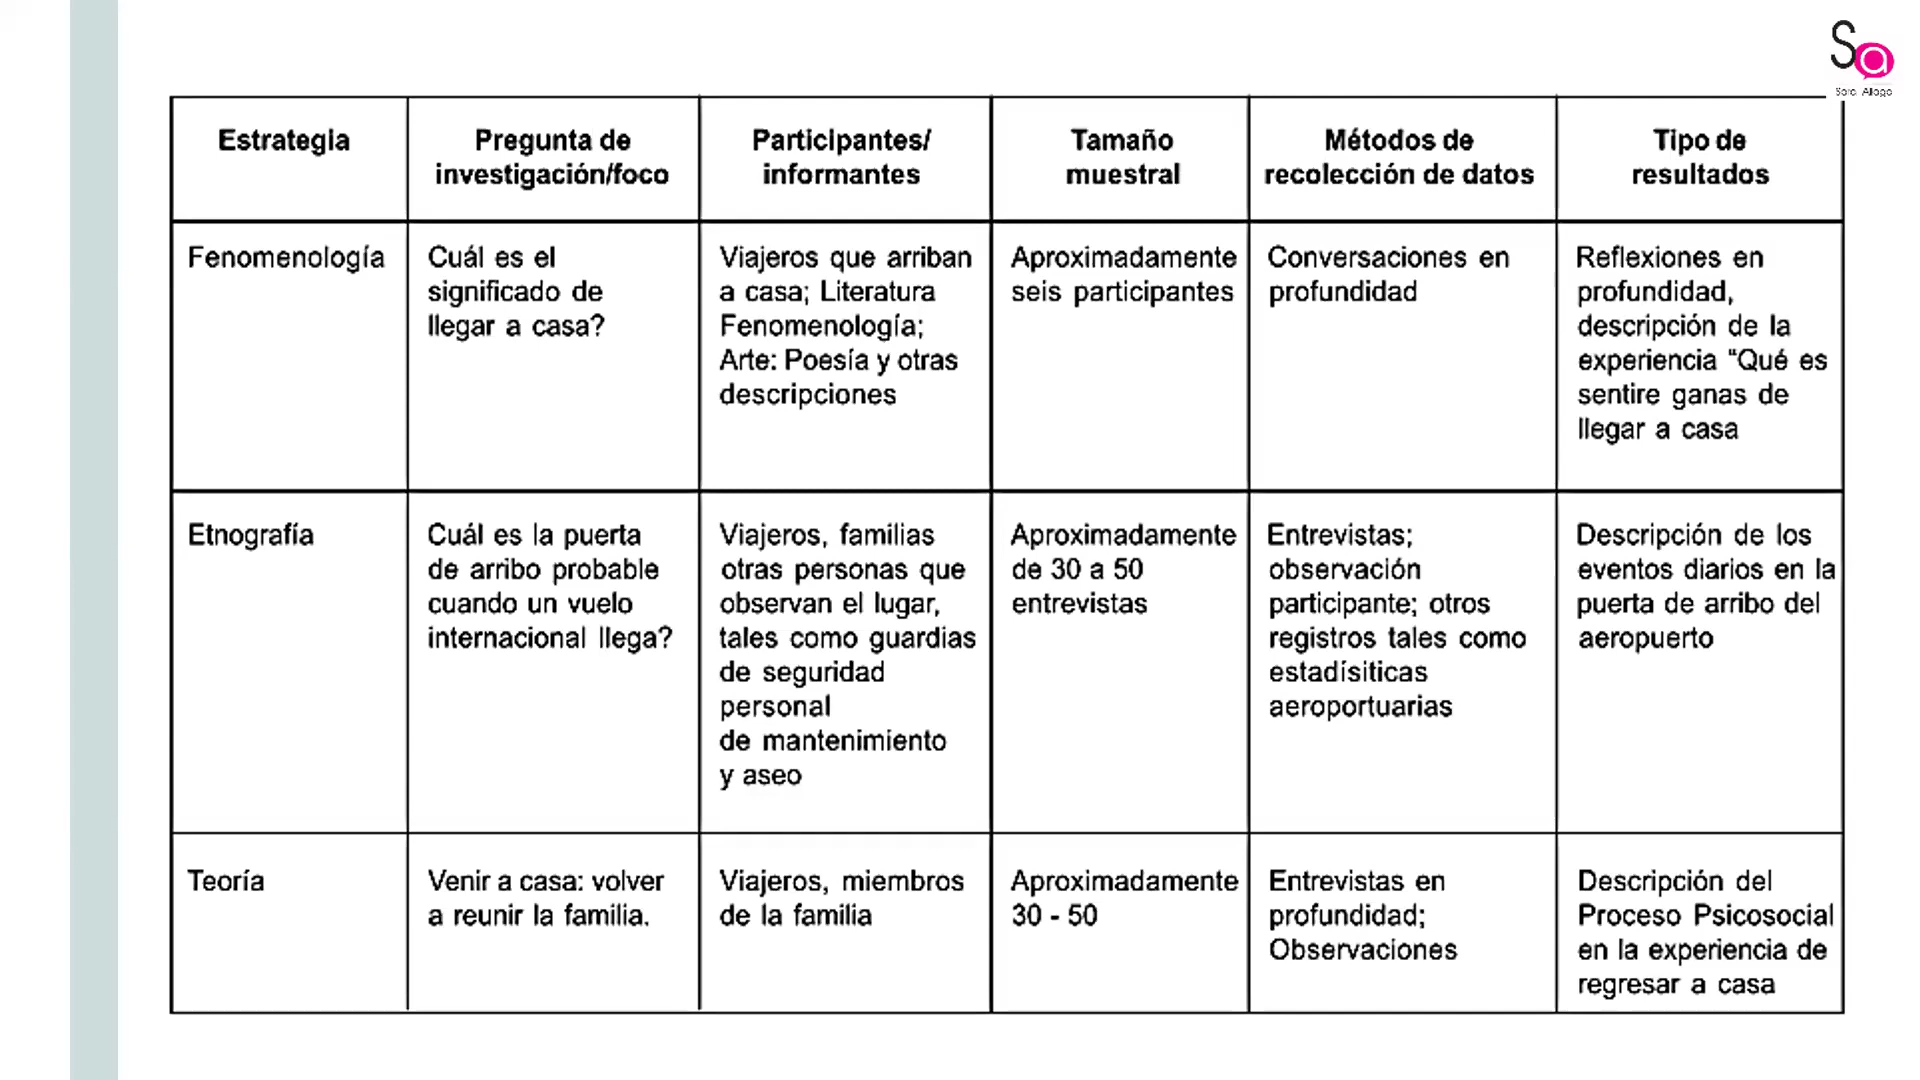 Sa
Estrategia
Pregunta de
investigación/foco
Participantes/
informantes
Tamaño
muestral
Métodos de
recolección de datos
Tipo de
resultados
Fenomenología
Cuál es el
significado de
llegar a casa?
Viajeros que arriban
a casa; Literatura
Fenomenología;
Arte: Poesía y otras
descripciones
Aproximadamente
seis participantes
Conversaciones en
profundidad
Reflexiones en
profundidad,
descripción de la
experiencia “Qué es
sentire ganas de
llegar a casa
Etnografía
Cuál es la puerta
de arribo probable
cuando un vuelo
internacional llega?
Viajeros, familias
otras personas que
observan el lugar,
tales como guardias
de seguridad
personal
de mantenimiento
y aseo
Aproximadamente
de 30 a 50
entrevistas
Entrevistas;
observación
participante; otros
registros tales como
estadísiticas
aeroportuarias
Descripción de los
eventos diarios en la
puerta de arribo del
aeropuerto
Teoría
Venir a casa: volver
a reunir la familia.
Viajeros, miembros
de la familia
Aproximadamente
30 - 50
Entrevistas en
profundidad;
Observaciones
Descripción del
Proceso Psicosocial
en la experiencia de
regresar a casa